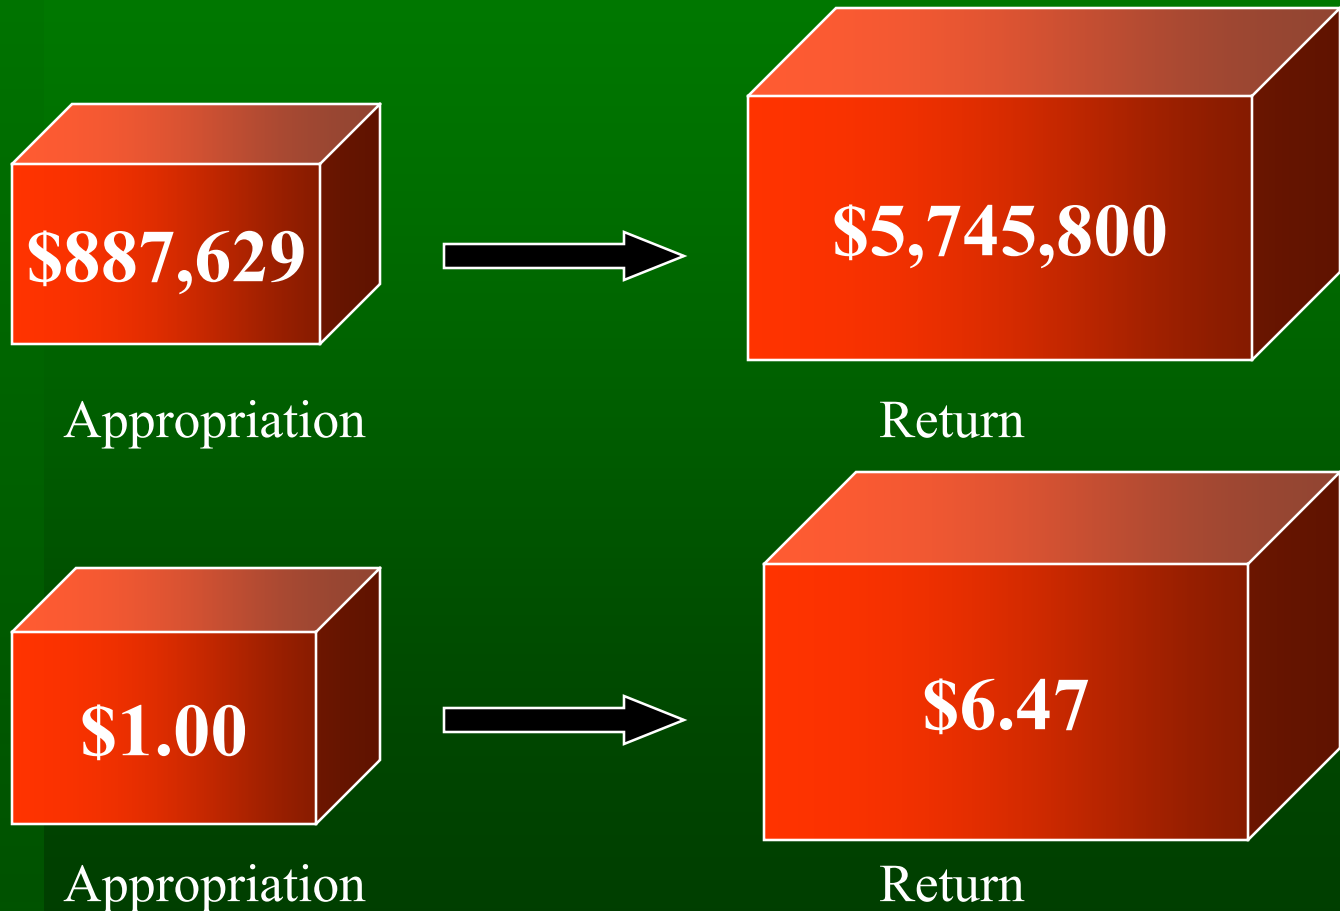 $887,629
$5,745,800
Appropriation
Return
$1.00
$6.47
Appropriation
Return